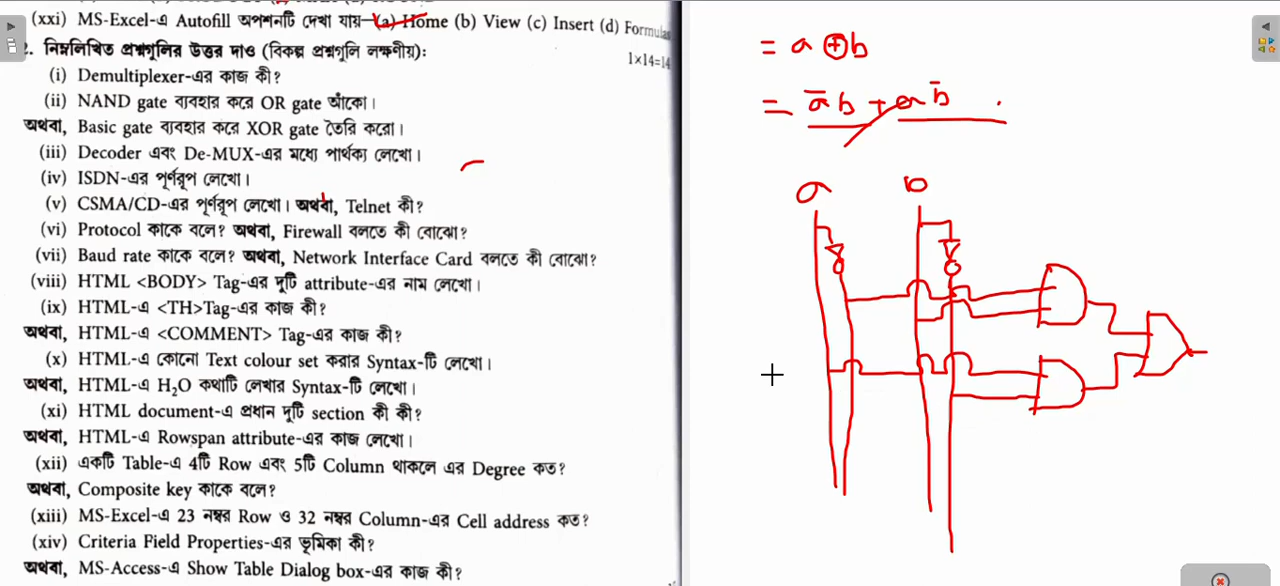 (xxi) MS-Excel-এ Autofill অপশনটি দেখা যায়—(a) Home (b) View (c) Insert (d) Formulas
2. নিম্নলিখিত প্রশ্নগুলির উত্তর দাও (বিকল্প প্রশ্নগুলি লক্ষণীয়): 1×14=14
(i) Demultiplexer-এর কাজ কী?
(ii) NAND gate ব্যবহার করে OR gate আঁকো।
অথবা, Basic gate ব্যবহার করে XOR gate তৈরি করো।
(iii) Decoder এবং De-MUX-এর মধ্যে পার্থক্য লেখো।
(iv) ISDN-এর পূর্ণরূপ লেখো।
(v) CSMA/CD-এর পূর্ণরূপ লেখো। অথবা, Telnet কী?
(vi) Protocol কাকে বলে? অথবা, Firewall বলতে কী বোঝো?
(vii) Baud rate কাকে বলে? অথবা, Network Interface Card বলতে কী বোঝো?
(viii) HTML <BODY> Tag-এর দুটি attribute-এর নাম লেখো।
(ix) HTML-এ <TH>Tag-এর কাজ কী?
অথবা, HTML-এ <COMMENT> Tag-এর কাজ কী?
(x) HTML-এ কোনো Text colour set করার Syntax-টি লেখো।
অথবা, HTML-এ H₂O কথাটি লেখার Syntax-টি লেখো।
(xi) HTML document-এ প্রধান দুটি section কী কী?
অথবা, HTML-এ Rowspan attribute-এর কাজ লেখো।
(xii) একটি Table-এ 4টি Row এবং 5টি Column থাকলে এর Degree কত?
অথবা, Composite key কাকে বলে?
(xiii) MS-Excel-এ 23 নম্বর Row ও 32 নম্বর Column-এর Cell address কত?
(xiv) Criteria Field Properties-এর ভূমিকা কী?
অথবা, MS-Access-এ Show Table Dialog box-এর কাজ কী?
= a ⊕ b
= a̅ b + a b̅
a b